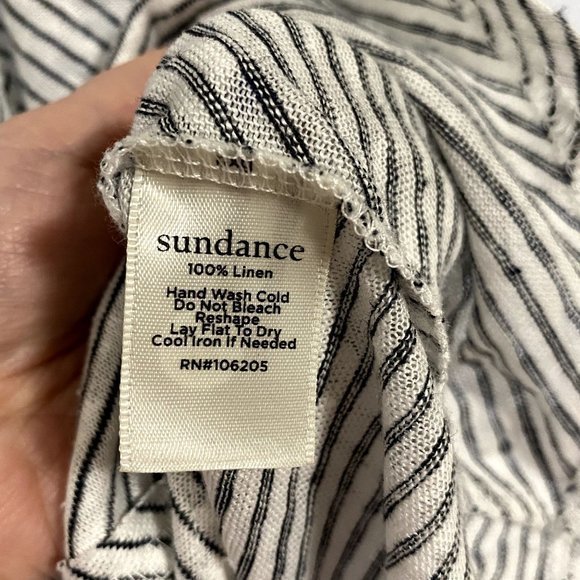 sundance
100% Linen
Hand Wash Cold
Do Not Bleach
Reshape
Lay Flat To Dry
Cool Iron If Needed
RN#106205